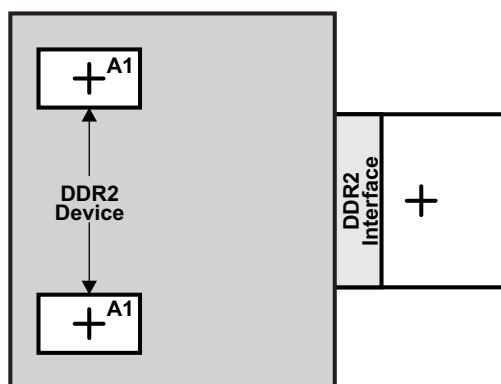 A1
DDR2
Device
DDR2
Interface
A1